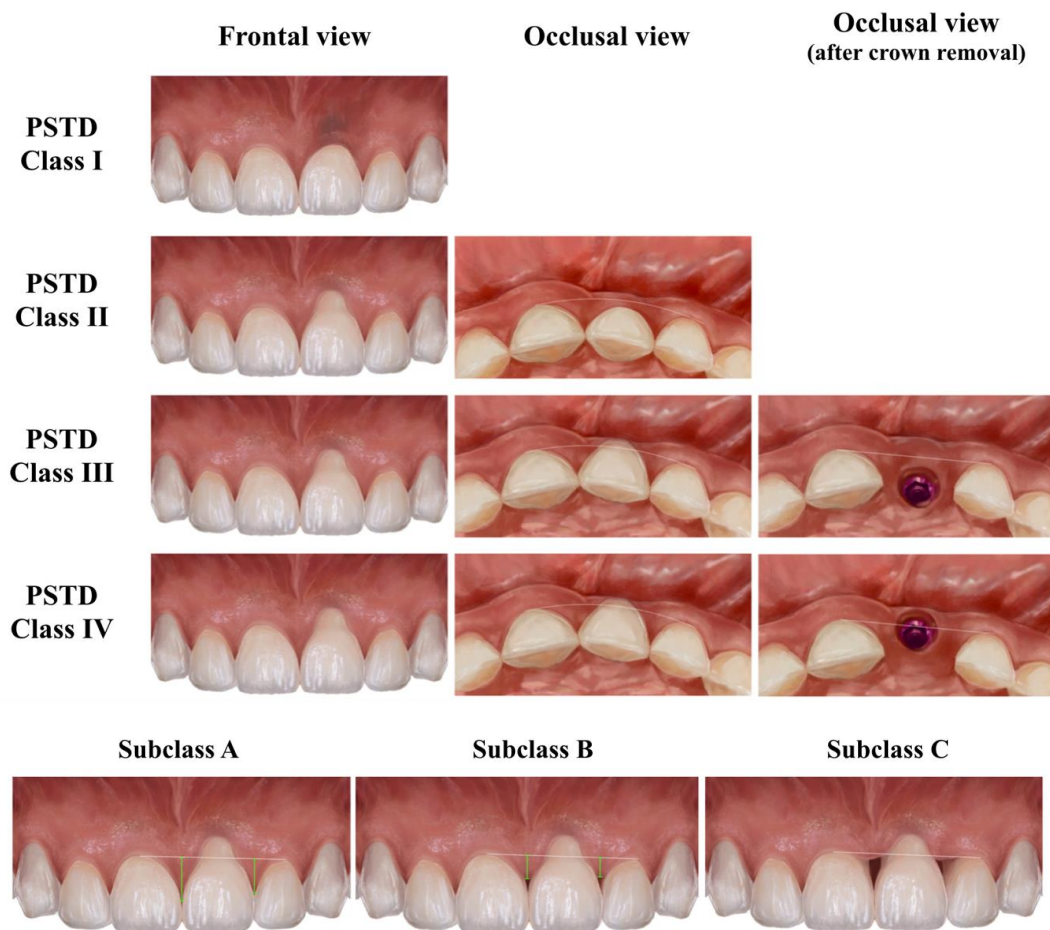 Frontal view
Occlusal view
Occlusal view
(after crown removal)
PSTD
Class I
PSTD
Class II
PSTD
Class III
PSTD
Class IV
Subclass A
Subclass B
Subclass C